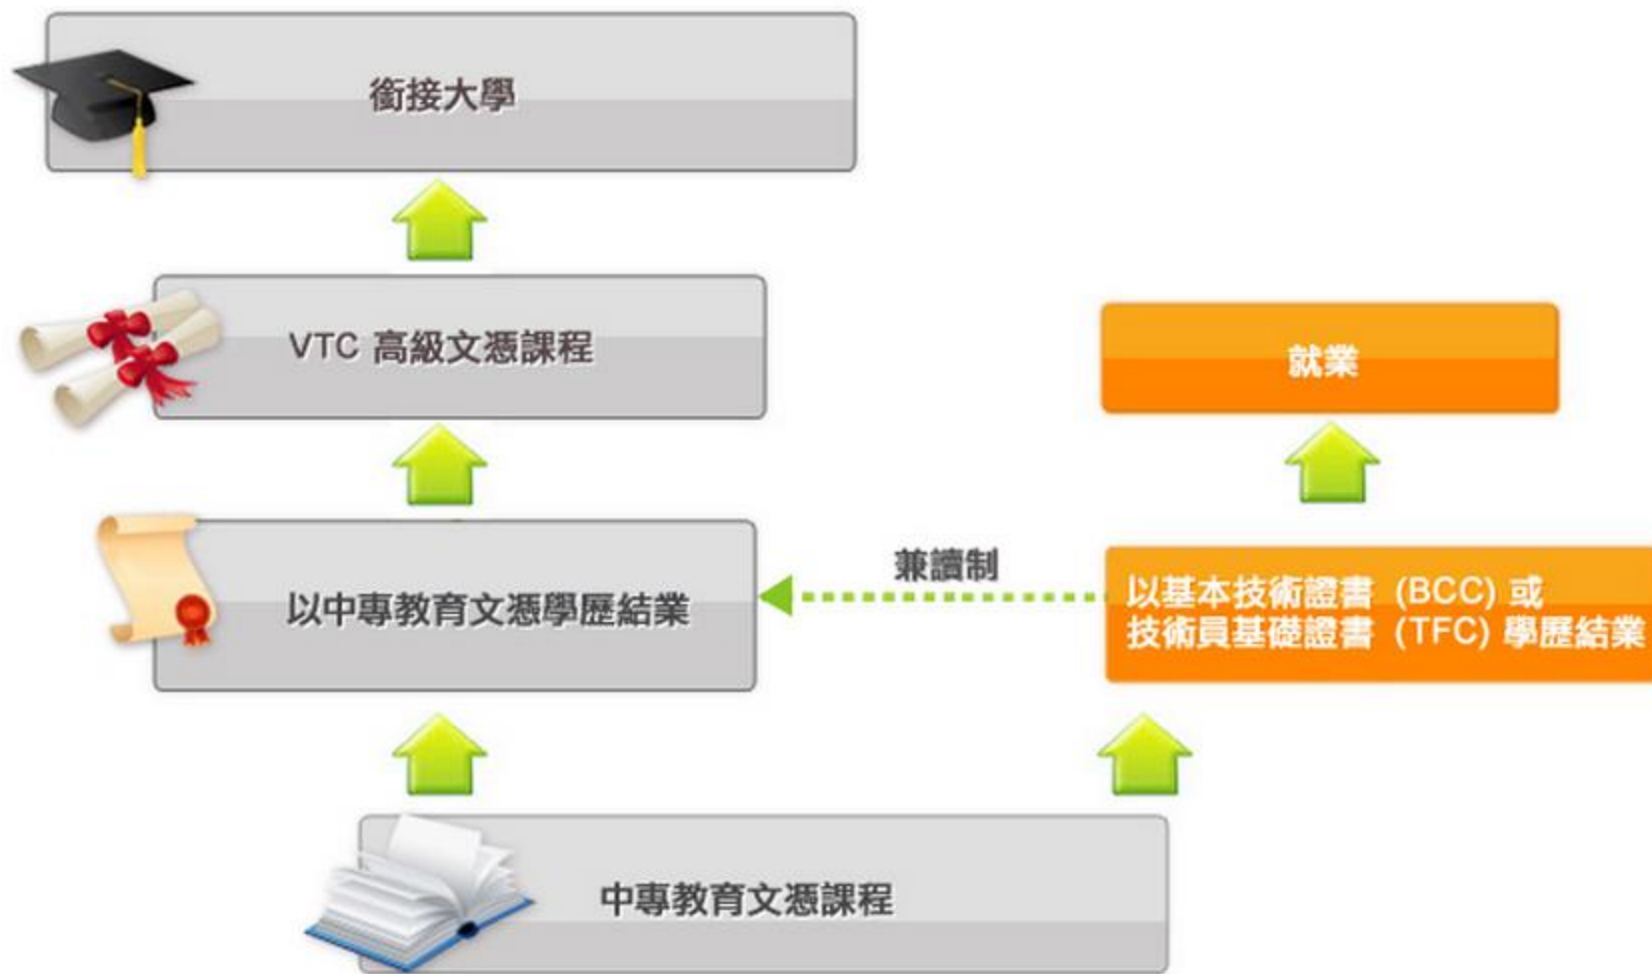 銜接大學
VTC 高級文憑課程
就業
兼讀制
以中專教育文憑學歷結業
以基本技術證書 (BCC) 或
技術員基礎證書 (TFC) 學歷結業
中專教育文憑課程